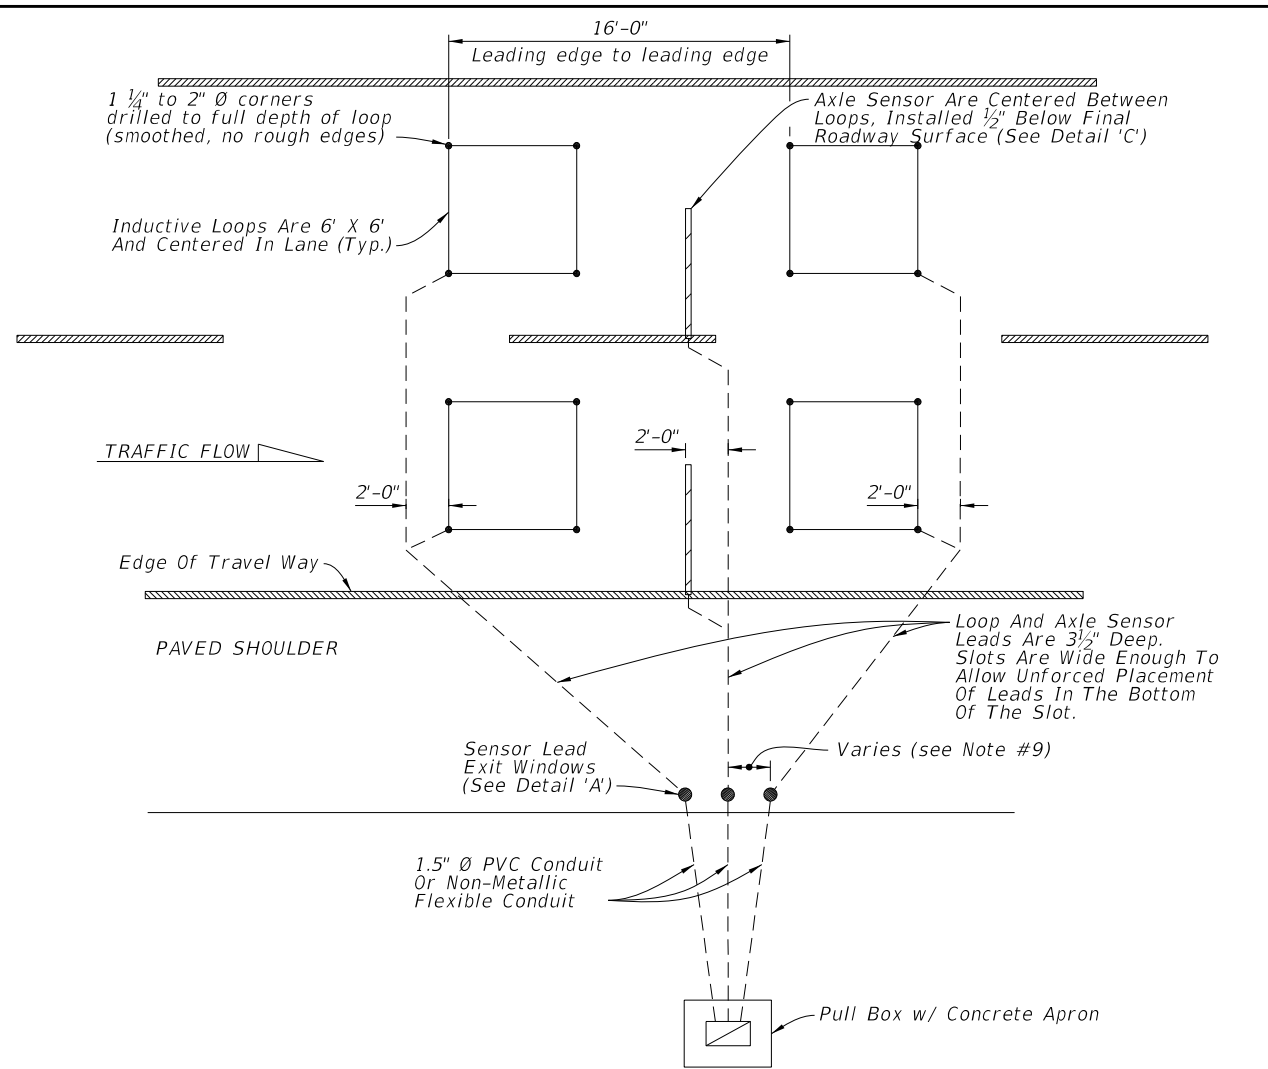 16'-0"
Leading edge to leading edge
1 ¼" to 2" Ø corners
drilled to full depth of loop
(smoothed, no rough edges)
Axle Sensor Are Centered Between
Loops, Installed ½" Below Final
Roadway Surface (See Detail 'C')
Inductive Loops Are 6' X 6'
And Centered In Lane (Typ.)
TRAFFIC FLOW
2'-0"
2'-0"
2'-0"
Edge Of Travel Way
PAVED SHOULDER
Loop And Axle Sensor
Leads Are 3½" Deep.
Slots Are Wide Enough To
Allow Unforced Placement
Of Leads In The Bottom
Of The Slot.
Sensor Lead
Exit Windows
(See Detail 'A')
Varies (see Note #9)
1.5" Ø PVC Conduit
Or Non-Metallic
Flexible Conduit
Pull Box w/ Concrete Apron